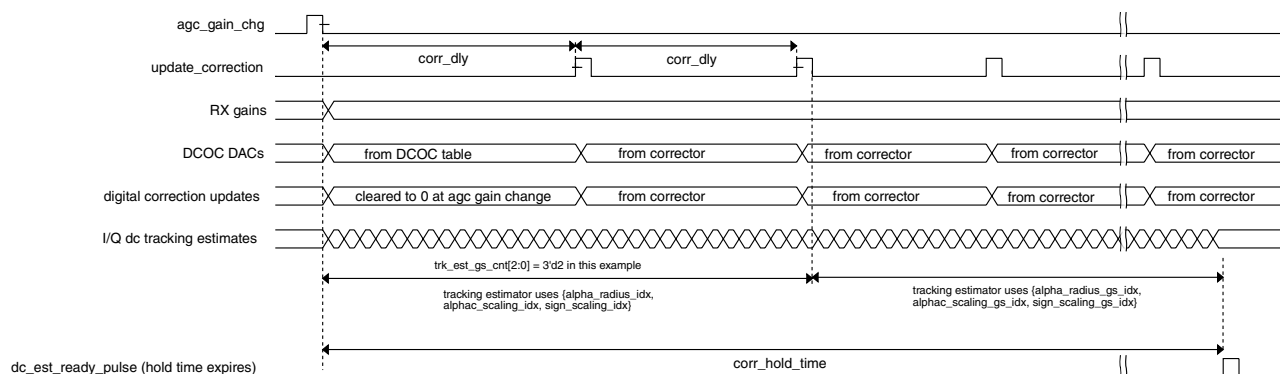 agc_gain_chg
corr_dly
corr_dly
update_correction
RX gains
DCOC DACs
from DCOC table
from corrector
from corrector
from corrector
from corrector
digital correction updates
cleared to 0 at agc gain change
from corrector
from corrector
from corrector
from corrector
I/Q dc tracking estimates
trk_est_gs_cnt[2:0] = 3'd2 in this example
tracking estimator uses {alpha_radius_idx,
alphac_scaling_idx, sign_scaling_idx}
tracking estimator uses {alpha_radius_gs_idx,
alphac_scaling_gs_idx, sign_scaling_gs_idx}
corr_hold_time
dc_est_ready_pulse (hold time expires)